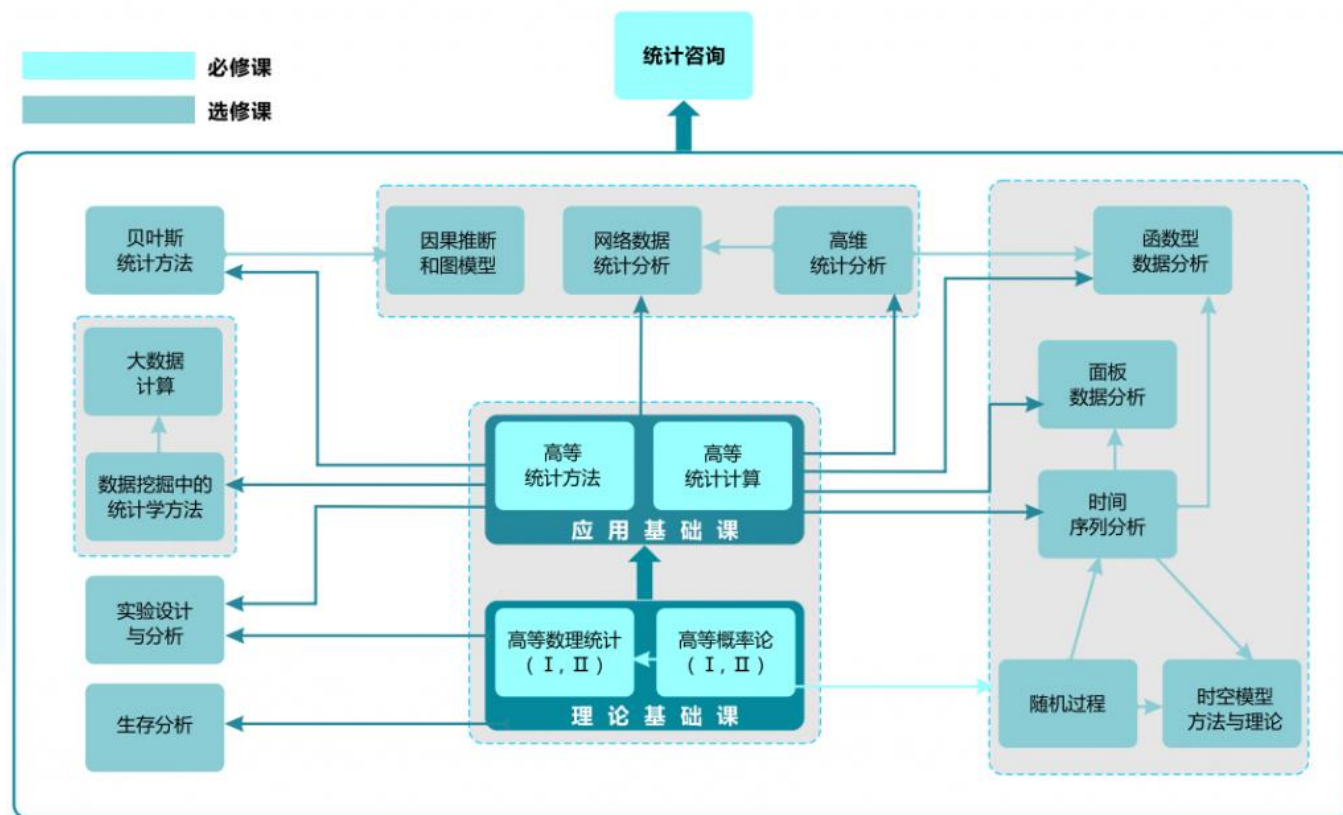 统计咨询
必修课
选修课
贝叶斯
统计方法
因果推断
和图模型
网络数据
统计分析
高维
统计分析
函数型
数据分析
大数据
计算
面板
数据分析
数据挖掘中的
统计学方法
高等
统计方法
高等
统计计算
应用基础课
时间
序列分析
实验设计
与分析
高等数理统计
（Ⅰ,Ⅱ）
高等概率论
（Ⅰ,Ⅱ）
理论基础课
生存分析
随机过程
时空模型
方法与理论